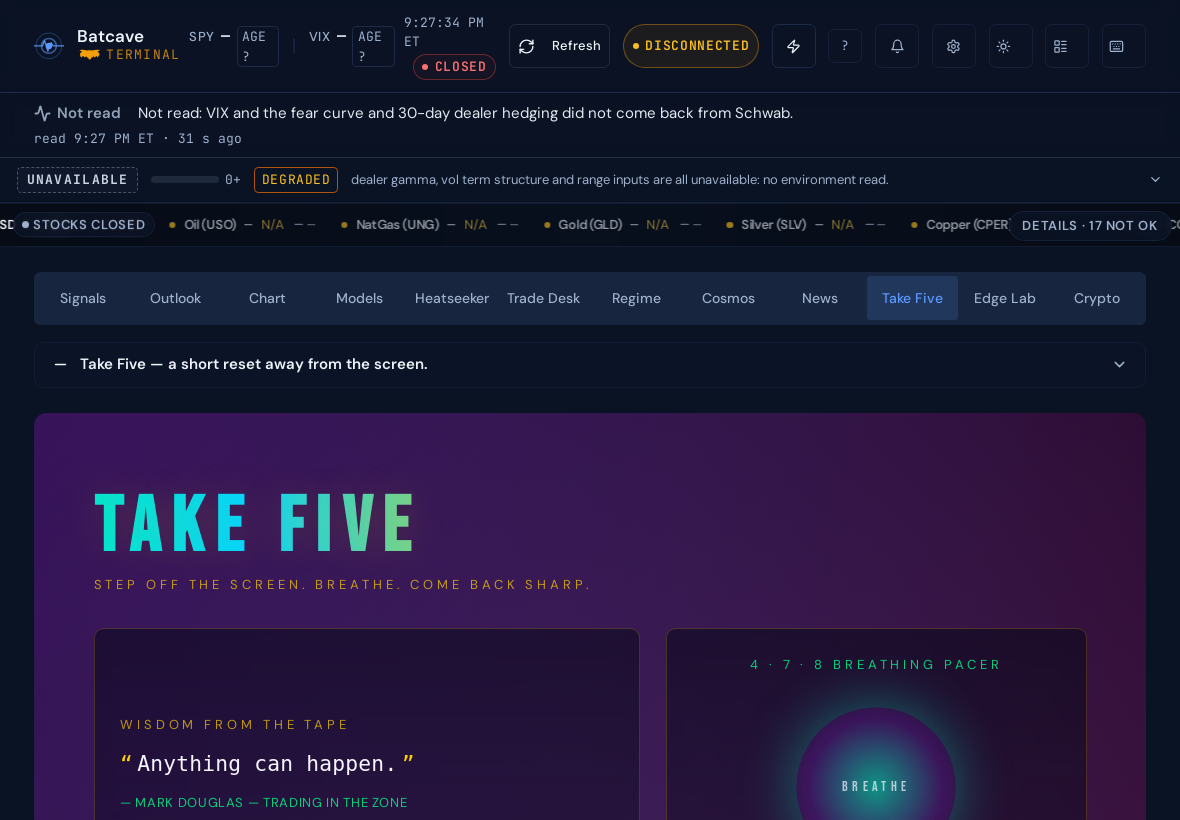 Batcave
TERMINAL
SPY — AGE ?
VIX — AGE ?
9:27:34 PM ET
CLOSED
Refresh
DISCONNECTED
?
Not read Not read: VIX and the fear curve and 30-day dealer hedging did not come back from Schwab.
read 9:27 PM ET · 31 s ago
UNAVAILABLE 0+ DEGRADED dealer gamma, vol term structure and range inputs are all unavailable: no environment read.
STOCKS CLOSED Oil (USO) — N/A —— NatGas (UNG) — N/A —— Gold (GLD) — N/A —— Silver (SLV) — N/A —— Copper (CPER) DETAILS · 17 NOT OK
Signals Outlook Chart Models Heatseeker Trade Desk Regime Cosmos News Take Five Edge Lab Crypto
— Take Five — a short reset away from the screen.
TAKE FIVE
STEP OFF THE SCREEN. BREATHE. COME BACK SHARP.
WISDOM FROM THE TAPE
“Anything can happen.”
— MARK DOUGLAS — TRADING IN THE ZONE
4 · 7 · 8 BREATHING PACER
BREATHE